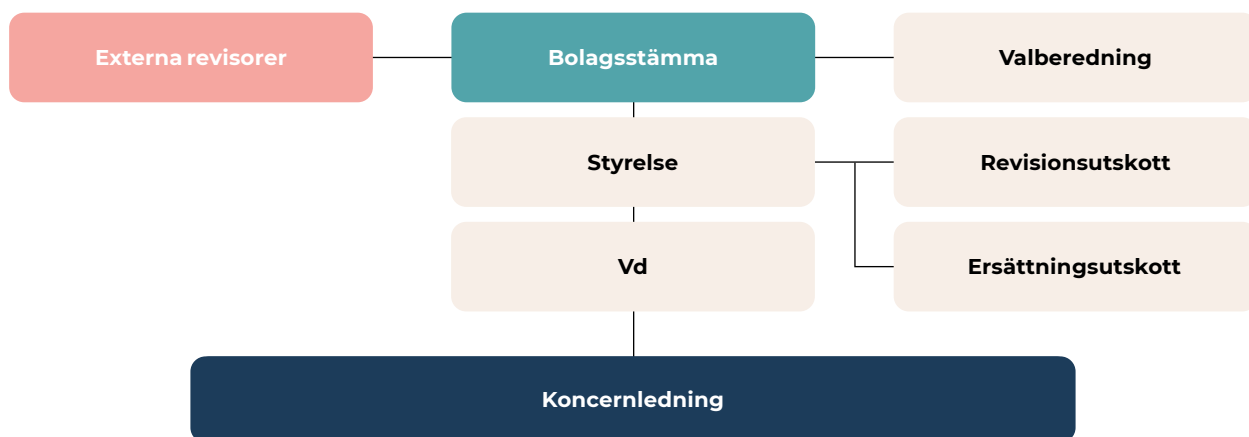 Externa revisorer
Bolagsstämma
Valberedning
Styrelse
Revisionsutskott
Vd
Ersättningsutskott
Koncernledning